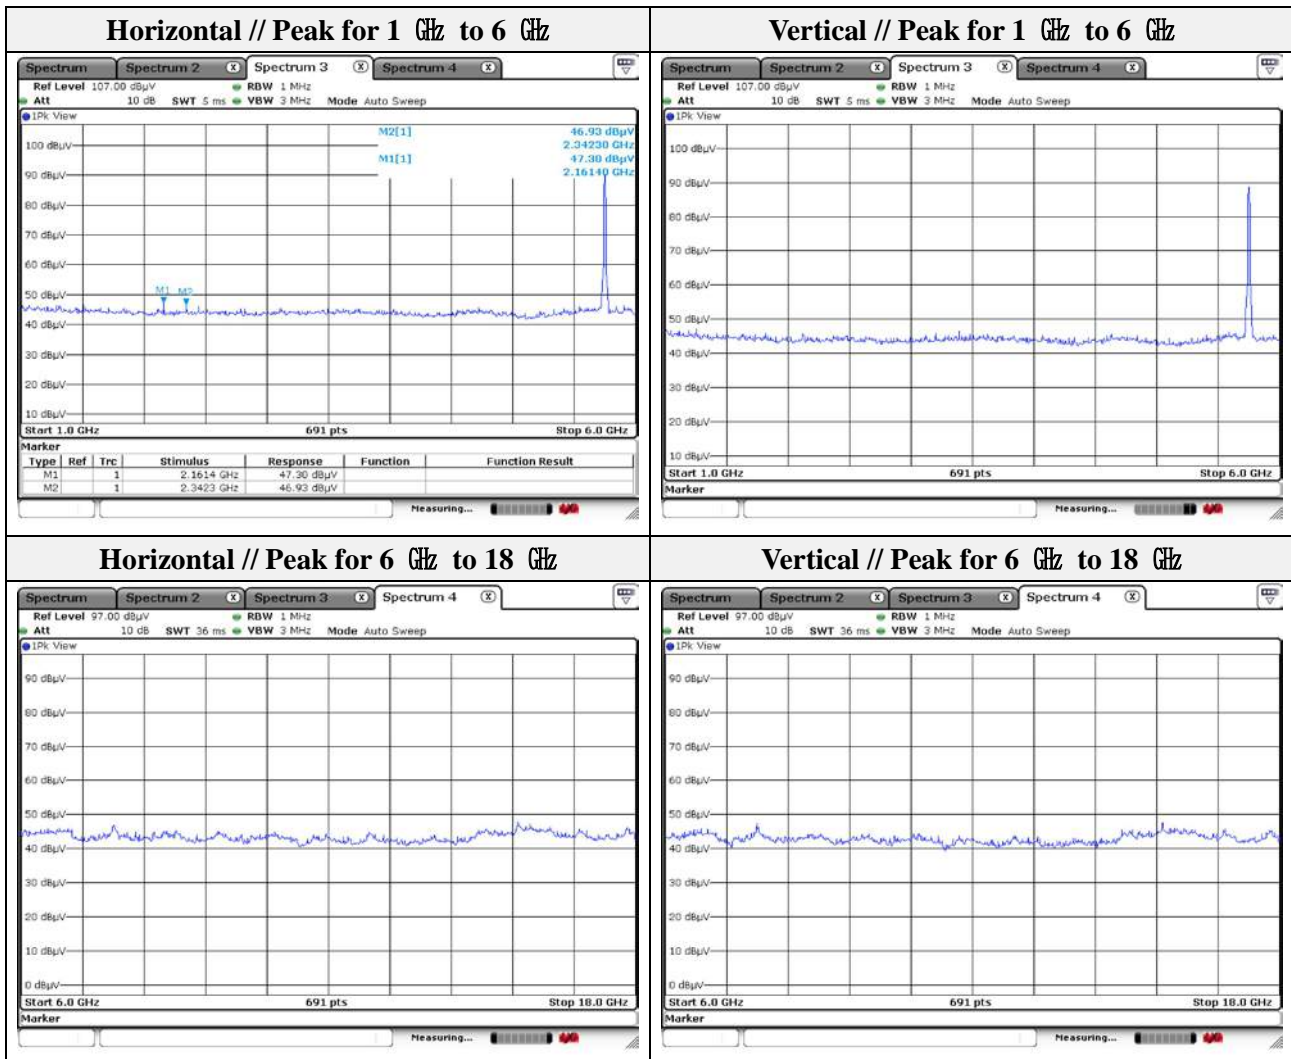 Horizontal // Peak for 1 ㎓ to 6 ㎓
Spectrum Spectrum 2 Spectrum 3 Spectrum 4
Ref Level 107.00 dBµV RBW 1 MHz
Att 10 dB SWT 5 ms VBW 3 MHz Mode Auto Sweep
1Pk View
M2[1] 46.93 dBµV
2.34230 GHz
M1[1] 47.30 dBµV
2.16140 GHz
100 dBµV
90 dBµV
80 dBµV
70 dBµV
60 dBµV
M1 M2
50 dBµV
40 dBµV
30 dBµV
20 dBµV
10 dBµV
Start 1.0 GHz 691 pts Stop 6.0 GHz
Marker
Type Ref Trc Stimulus Response Function Function Result
M1 1 2.1614 GHz 47.30 dBµV
M2 1 2.3423 GHz 46.93 dBµV
Measuring...
Vertical // Peak for 1 ㎓ to 6 ㎓
Spectrum Spectrum 2 Spectrum 3 Spectrum 4
Ref Level 107.00 dBµV RBW 1 MHz
Att 10 dB SWT 5 ms VBW 3 MHz Mode Auto Sweep
1Pk View
100 dBµV
90 dBµV
80 dBµV
70 dBµV
60 dBµV
50 dBµV
40 dBµV
30 dBµV
20 dBµV
10 dBµV
Start 1.0 GHz 691 pts Stop 6.0 GHz
Marker
Measuring...
Horizontal // Peak for 6 ㎓ to 18 ㎓
Spectrum Spectrum 2 Spectrum 3 Spectrum 4
Ref Level 97.00 dBµV RBW 1 MHz
Att 10 dB SWT 36 ms VBW 3 MHz Mode Auto Sweep
1Pk View
90 dBµV
80 dBµV
70 dBµV
60 dBµV
50 dBµV
40 dBµV
30 dBµV
20 dBµV
10 dBµV
0 dBµV
Start 6.0 GHz 691 pts Stop 18.0 GHz
Marker
Measuring...
Vertical // Peak for 6 ㎓ to 18 ㎓
Spectrum Spectrum 2 Spectrum 3 Spectrum 4
Ref Level 97.00 dBµV RBW 1 MHz
Att 10 dB SWT 36 ms VBW 3 MHz Mode Auto Sweep
1Pk View
90 dBµV
80 dBµV
70 dBµV
60 dBµV
50 dBµV
40 dBµV
30 dBµV
20 dBµV
10 dBµV
0 dBµV
Start 6.0 GHz 691 pts Stop 18.0 GHz
Marker
Measuring...